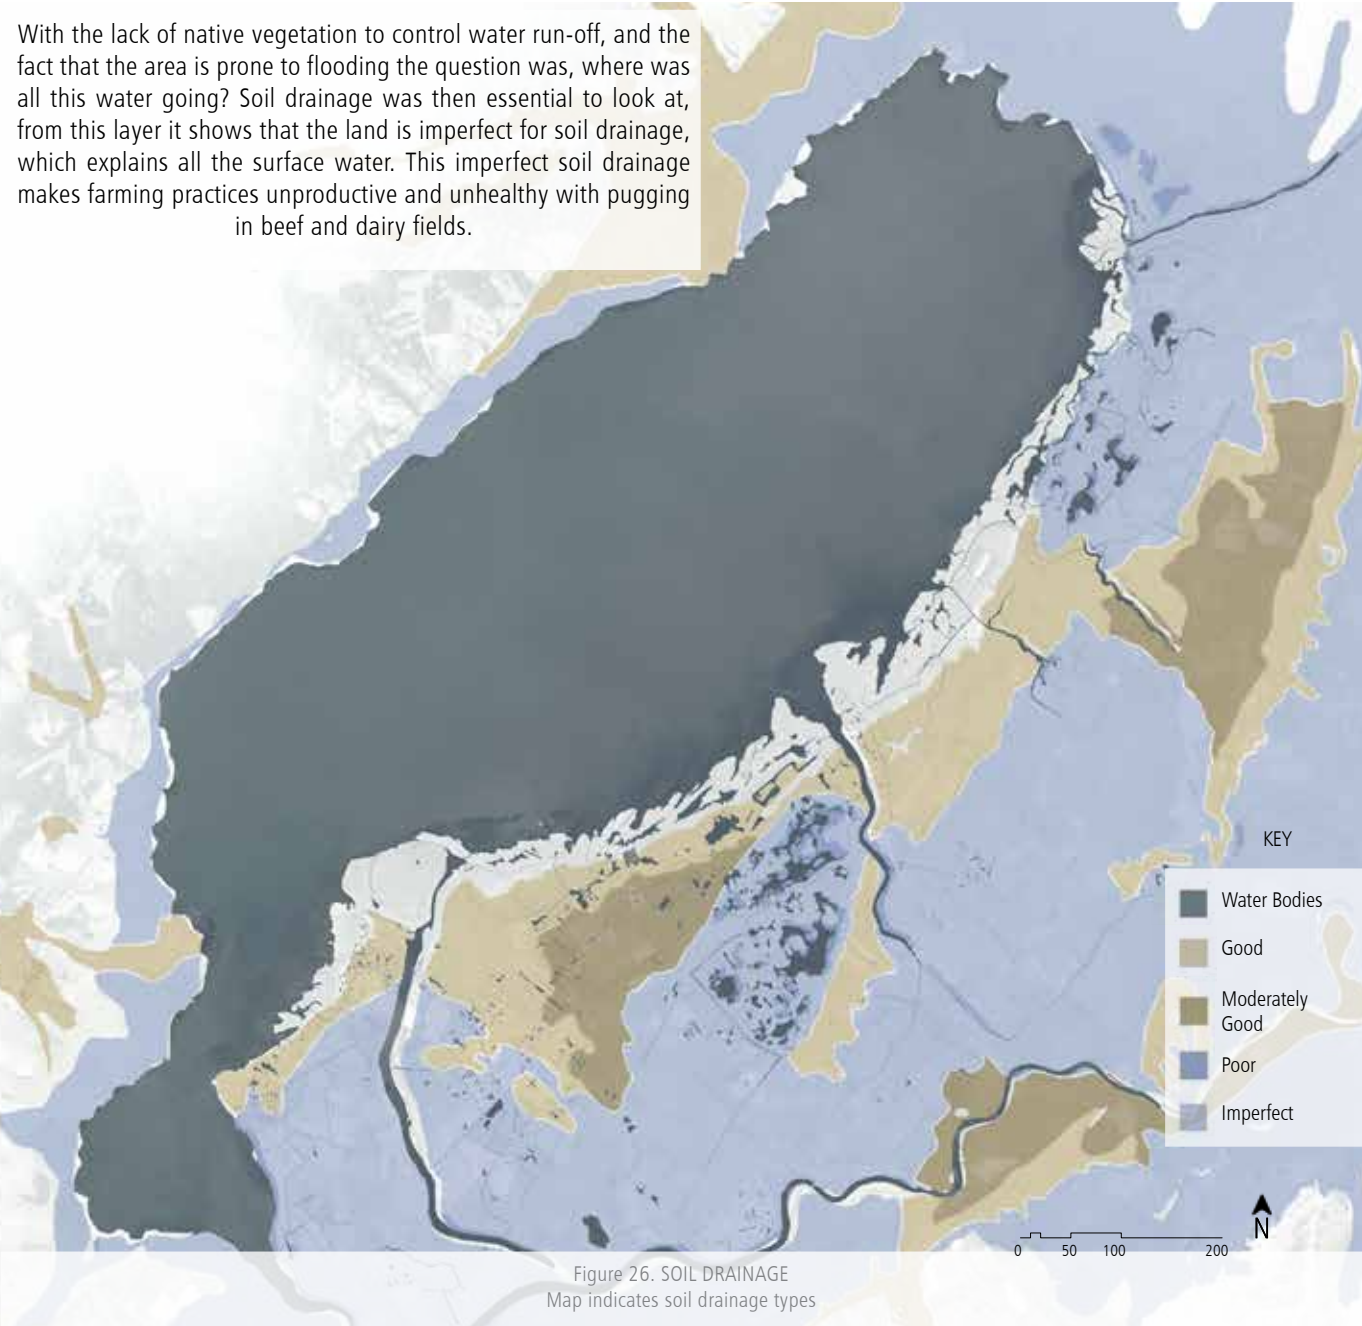 With the lack of native vegetation to control water run-off, and the
fact that the area is prone to flooding the question was, where was
all this water going? Soil drainage was then essential to look at,
from this layer it shows that the land is imperfect for soil drainage,
which explains all the surface water. This imperfect soil drainage
makes farming practices unproductive and unhealthy with pugging
in beef and dairy fields.
KEY
Water Bodies
Good
Moderately
Good
Poor
Imperfect
N
0 50 100 200
Figure 26. SOIL DRAINAGE
Map indicates soil drainage types